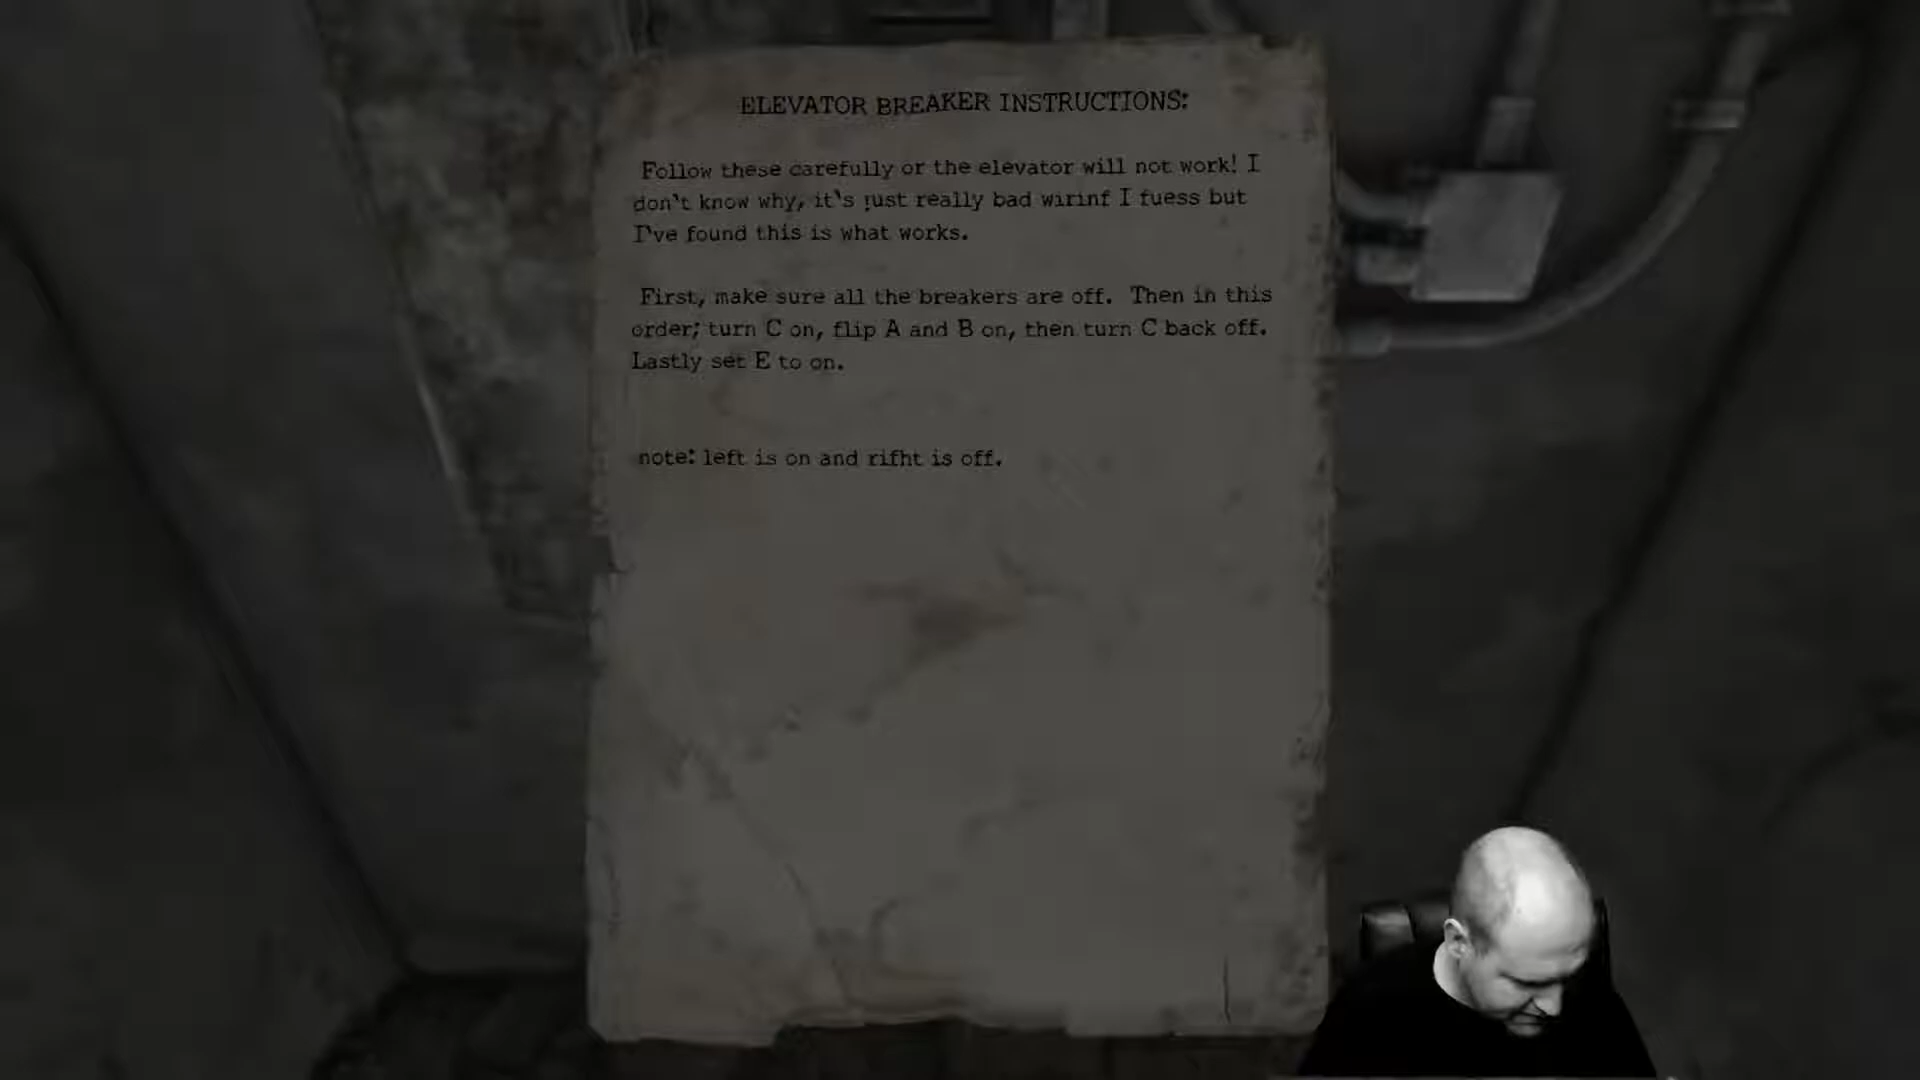 ELEVATOR BREAKER INSTRUCTIONS:
Follow these carefully or the elevator will not work! I
don't know why, it's just really bad wirinf I fuess but
I've found this is what works.
First, make sure all the breakers are off. Then in this
order; turn C on, flip A and B on, then turn C back off.
Lastly set E to on.
note: left is on and rifht is off.